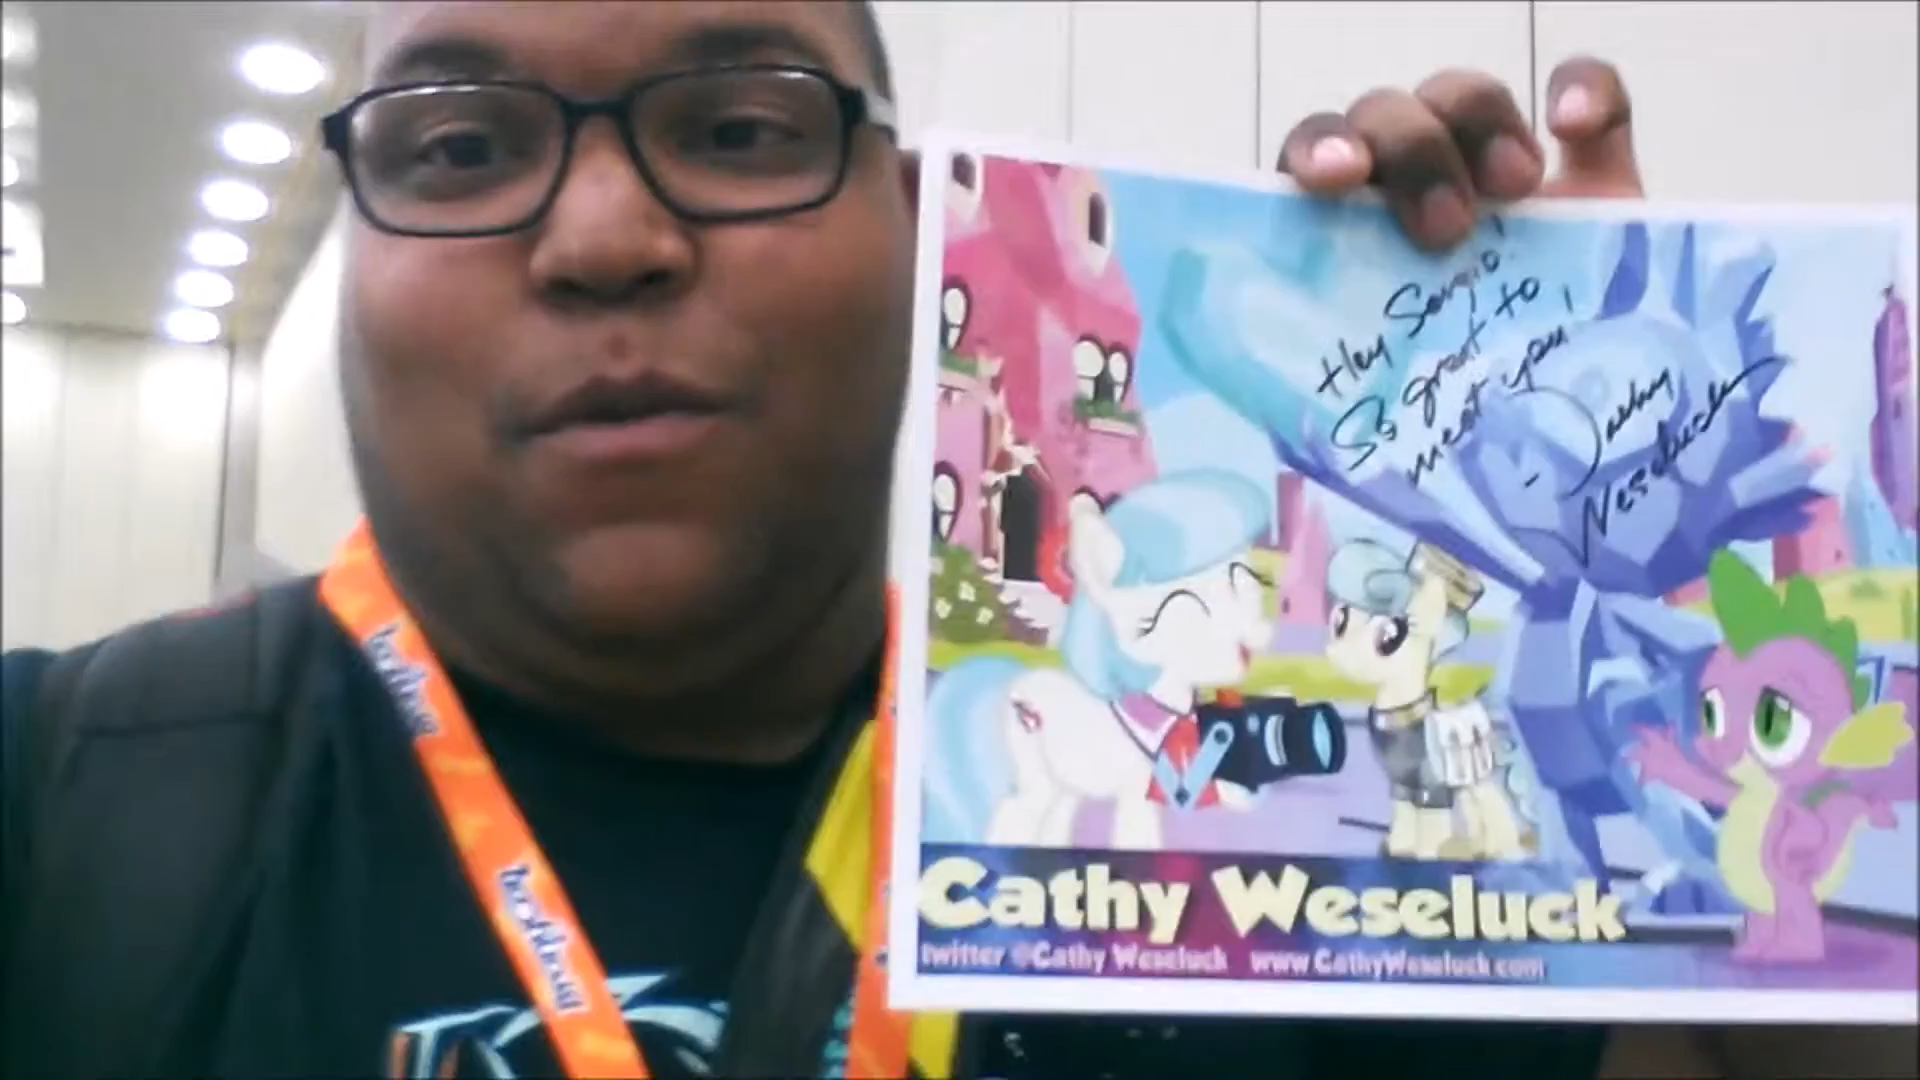 Hey Sergio!
So great to
meet you!
Cathy
Weseluck
Cathy Weseluck
twitter @Cathy Weseluck www.CathyWeseluck.com